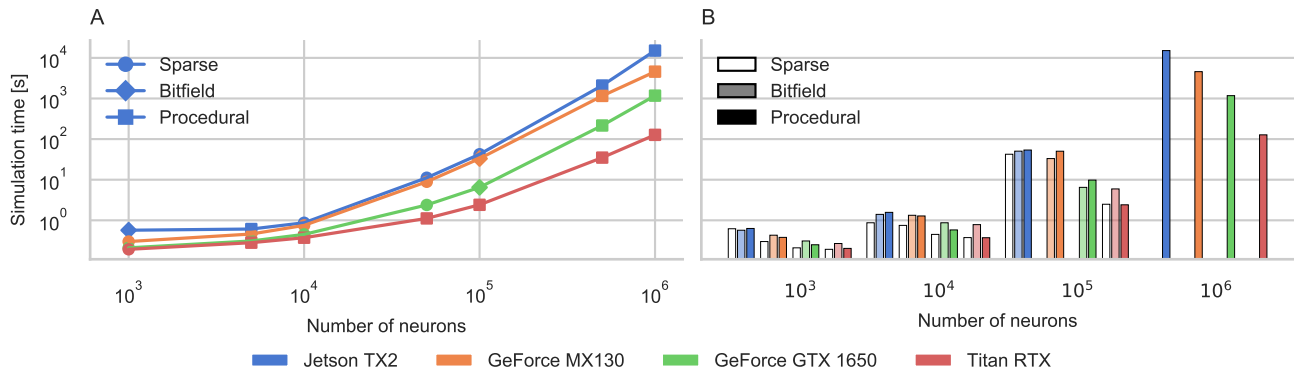 A
Simulation time [s]
10^4
10^3
10^2
10^1
10^0
Sparse
Bitfield
Procedural
10^3
10^4
10^5
10^6
Number of neurons
B
Sparse
Bitfield
Procedural
10^3
10^4
10^5
10^6
Number of neurons
Jetson TX2
GeForce MX130
GeForce GTX 1650
Titan RTX